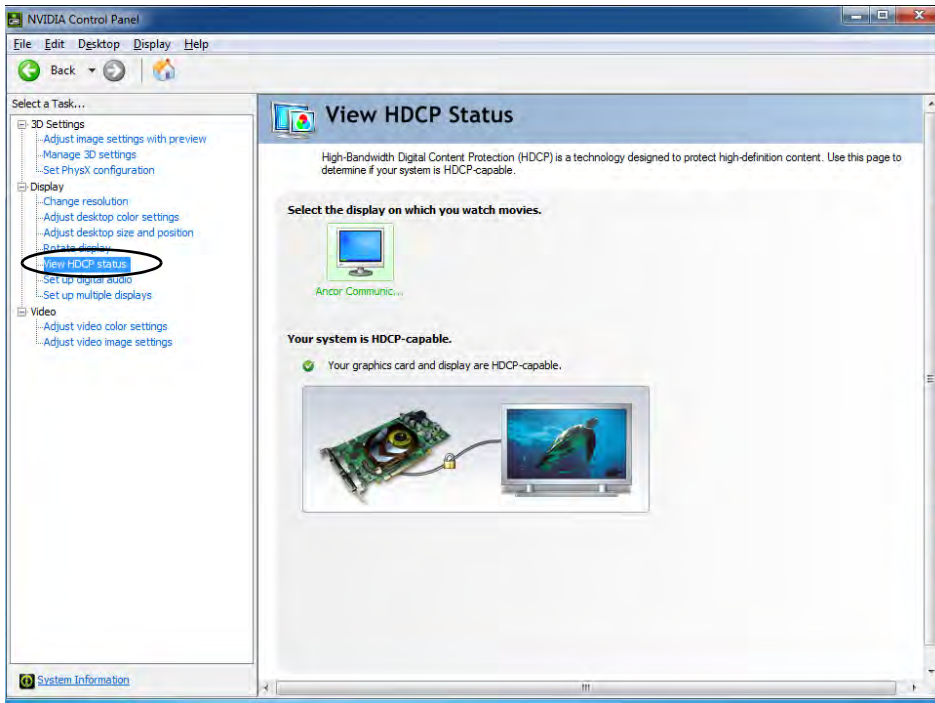 NVIDIA Control Panel
File Edit Desktop Display Help
Back
Select a Task...
3D Settings
Adjust image settings with preview
Manage 3D settings
Set PhysX configuration
Display
Change resolution
Adjust desktop color settings
Adjust desktop size and position
Rotate display
View HDCP status
Set up digital audio
Set up multiple displays
Video
Adjust video color settings
Adjust video image settings
System Information
View HDCP Status
High-Bandwidth Digital Content Protection (HDCP) is a technology designed to protect high-definition content. Use this page to
determine if your system is HDCP-capable.
Select the display on which you watch movies.
Ancor Communic...
Your system is HDCP-capable.
Your graphics card and display are HDCP-capable.